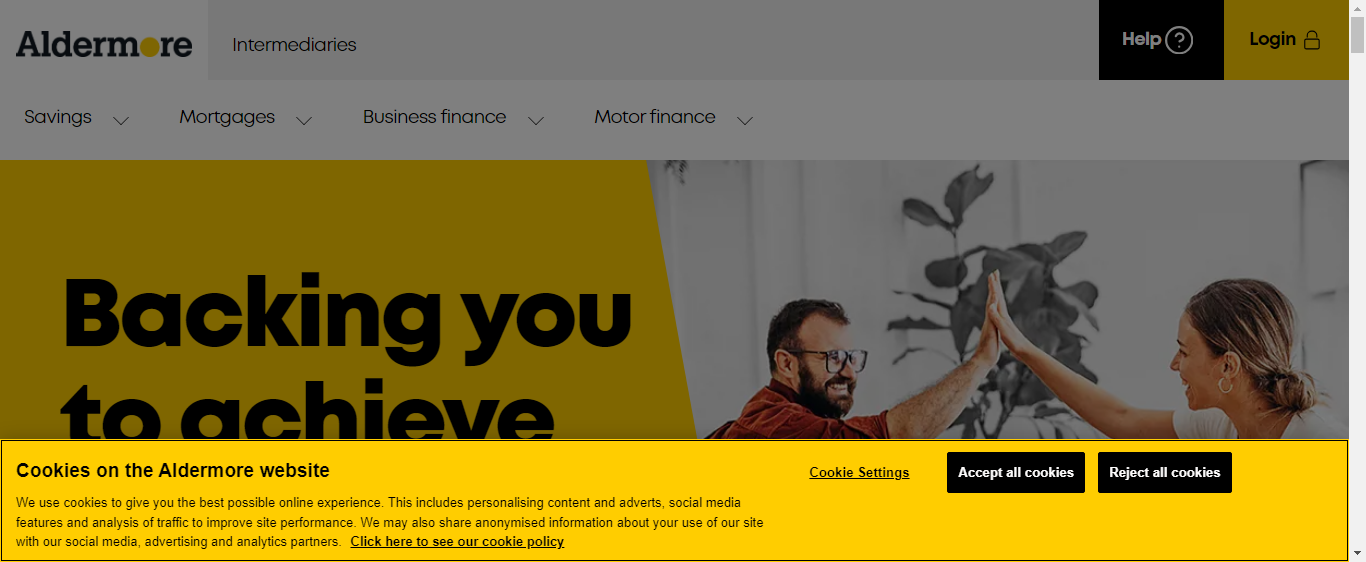 Aldermore
Intermediaries
Help
Login
Savings
Mortgages
Business finance
Motor finance
Backing you
to achieve
Cookies on the Aldermore website
We use cookies to give you the best possible online experience. This includes personalising content and adverts, social media
features and analysis of traffic to improve site performance. We may also share anonymised information about your use of our site
with our social media, advertising and analytics partners. Click here to see our cookie policy
Cookie Settings
Accept all cookies
Reject all cookies